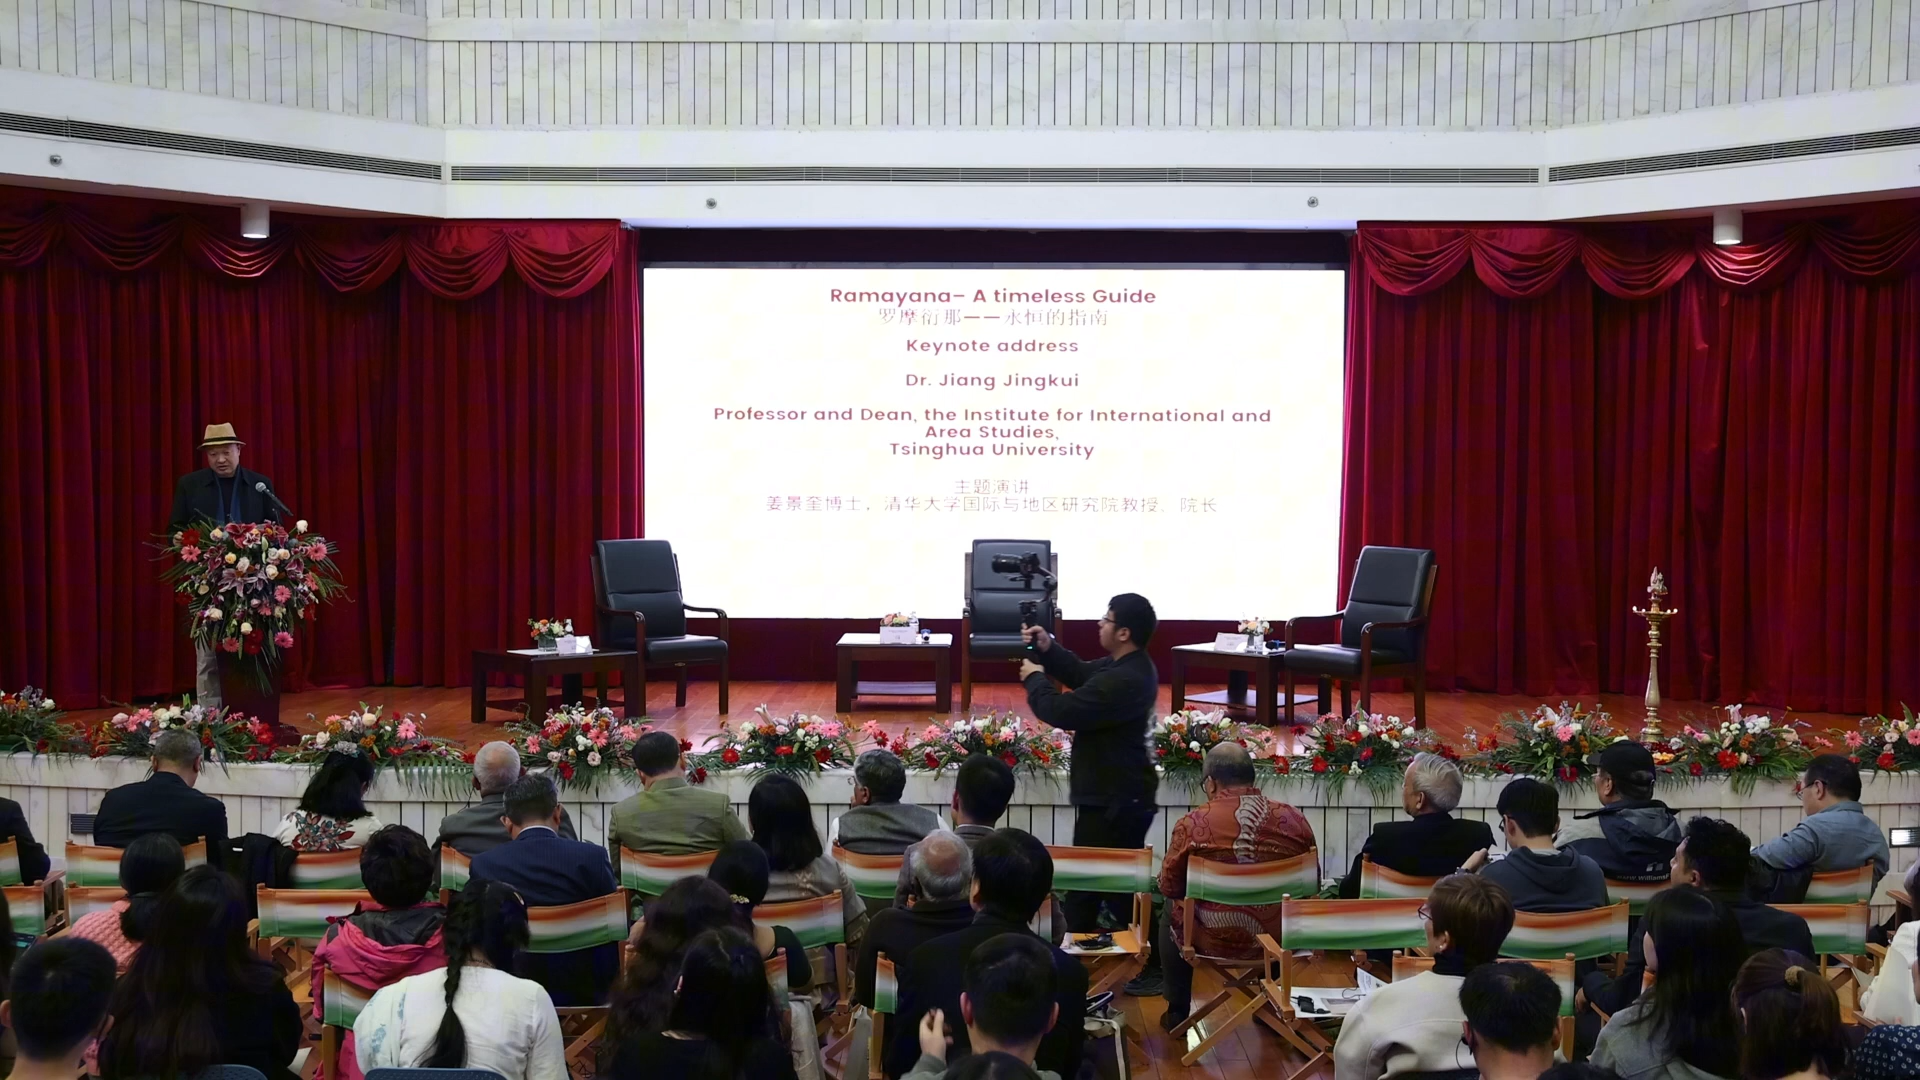 Ramayana– A timeless Guide
罗摩衍那——永恒的指南
Keynote address
Dr. Jiang Jingkui
Professor and Dean, the Institute for International and
Area Studies,
Tsinghua University
主题演讲
姜景奎博士，清华大学国际与地区研究院教授、院长
Williams